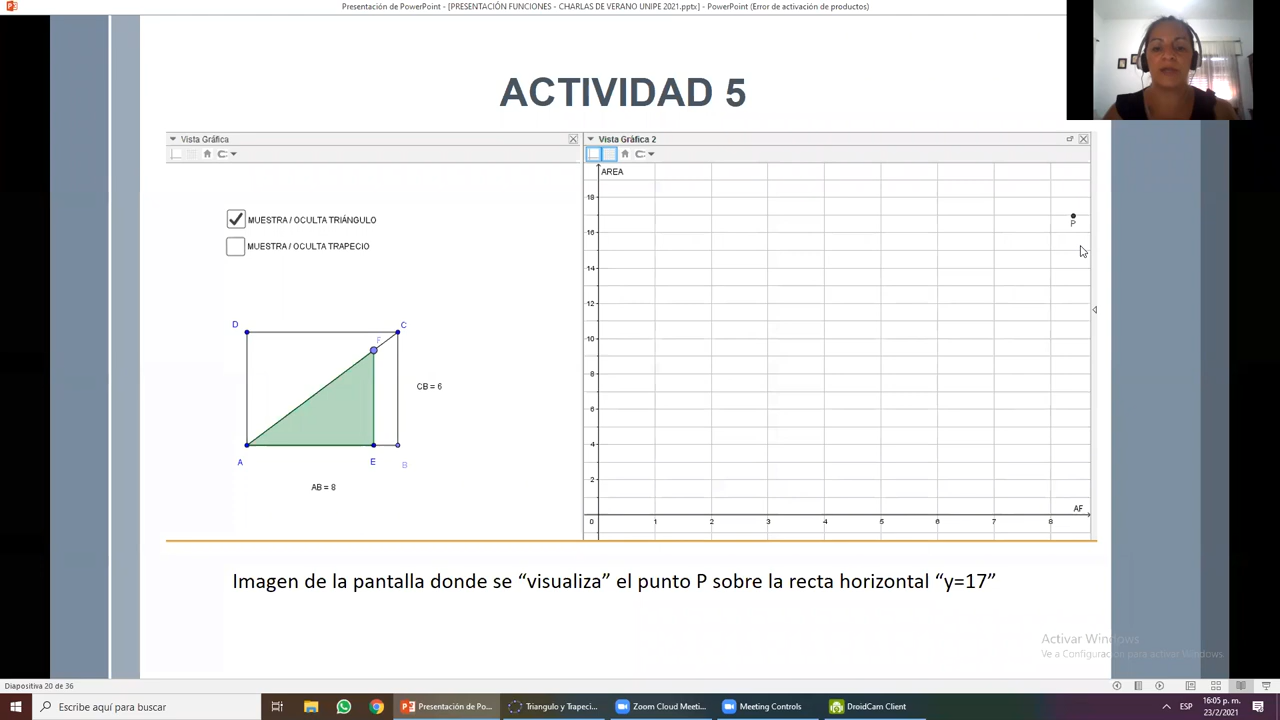 Presentación de PowerPoint - [PRESENTACIÓN FUNCIONES - CHARLAS DE VERANO UNIPE 2021.pptx] - PowerPoint (Error de activación de productos)
ACTIVIDAD 5
Vista Gráfica
Vista Gráfica 2
MUESTRA / OCULTA TRIÁNGULO
MUESTRA / OCULTA TRAPECIO
D
C
F
CB = 6
A
E
B
AB = 8
AREA
18
16
14
12
10
8
6
4
2
P
AF
0 1 2 3 4 5 6 7 8
Imagen de la pantalla donde se “visualiza” el punto P sobre la recta horizontal “y=17”
Activar Windows
Ve a Configuración para activar Windows.
Diapositiva 20 de 36
Escribe aquí para buscar
Presentación de Po...
Triangulo y Trapeci...
Zoom Cloud Meeti...
Meeting Controls
DroidCam Client
ESP
16:05 p. m.
23/2/2021